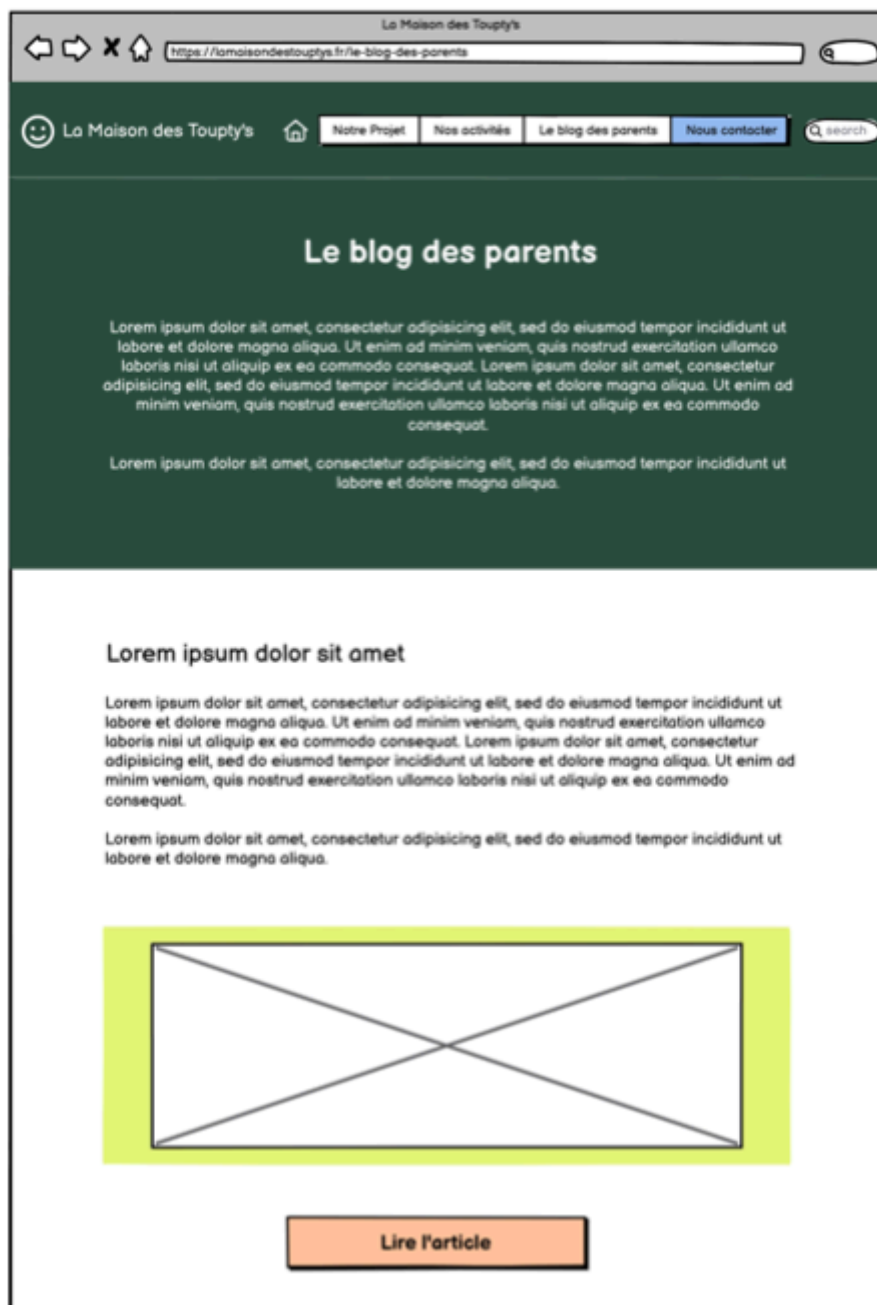 La Maison des Toupty's
https://lamaisondestouptys.fr/le-blog-des-parents
La Maison des Toupty's
Notre Projet
Nos activités
Le blog des parents
Nous contacter
search
Le blog des parents
Lorem ipsum dolor sit amet, consectetur adipisicing elit, sed do eiusmod tempor incididunt ut
labore et dolore magna aliqua. Ut enim ad minim veniam, quis nostrud exercitation ullamco
laboris nisi ut aliquip ex ea commodo consequat. Lorem ipsum dolor sit amet, consectetur
adipisicing elit, sed do eiusmod tempor incididunt ut labore et dolore magna aliqua. Ut enim ad
minim veniam, quis nostrud exercitation ullamco laboris nisi ut aliquip ex ea commodo
consequat.
Lorem ipsum dolor sit amet, consectetur adipisicing elit, sed do eiusmod tempor incididunt ut
labore et dolore magna aliqua.
Lorem ipsum dolor sit amet
Lorem ipsum dolor sit amet, consectetur adipisicing elit, sed do eiusmod tempor incididunt ut
labore et dolore magna aliqua. Ut enim ad minim veniam, quis nostrud exercitation ullamco
laboris nisi ut aliquip ex ea commodo consequat. Lorem ipsum dolor sit amet, consectetur
adipisicing elit, sed do eiusmod tempor incididunt ut labore et dolore magna aliqua. Ut enim ad
minim veniam, quis nostrud exercitation ullamco laboris nisi ut aliquip ex ea commodo
consequat.
Lorem ipsum dolor sit amet, consectetur adipisicing elit, sed do eiusmod tempor incididunt ut
labore et dolore magna aliqua.
Lire l'article